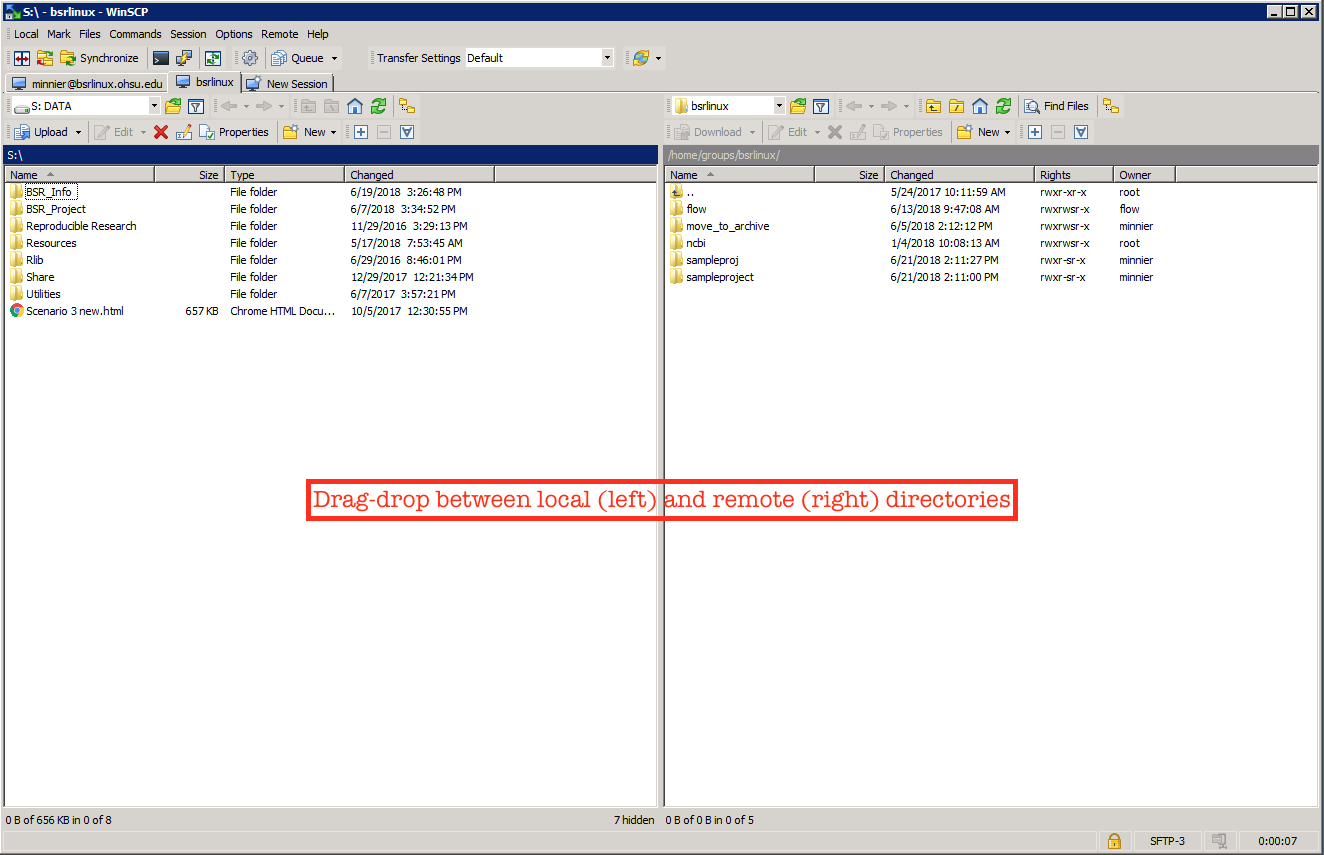 S:\ - bsrlinux - WinSCP
Local Mark Files Commands Session Options Remote Help
Synchronize Queue Transfer Settings Default
minnier@bsrlinux.ohsu.edu bsrlinux New Session
S: DATA bsrlinux Find Files
Upload Edit Properties New Download Edit Properties New
S:\ /home/groups/bsrlinux/
Name Size Type Changed Name Size Changed Rights Owner
BSR_Info File folder 6/19/2018 3:26:48 PM .. 5/24/2017 10:11:59 AM rwxr-xr-x root
BSR_Project File folder 6/7/2018 3:34:52 PM flow 6/13/2018 9:47:08 AM rwxrwsr-x flow
Reproducible Research File folder 11/29/2016 3:29:13 PM move_to_archive 6/5/2018 2:12:12 PM rwxrwsr-x minnier
Resources File folder 5/17/2018 7:53:45 AM ncbi 1/4/2018 10:08:13 AM rwxrwsr-x root
Rlib File folder 6/29/2016 8:46:01 PM sampleproj 6/21/2018 2:11:27 PM rwxr-sr-x minnier
Share File folder 12/29/2017 12:21:34 PM sampleproject 6/21/2018 2:11:00 PM rwxr-sr-x minnier
Utilities File folder 6/7/2017 3:57:21 PM
Scenario 3 new.html 657 KB Chrome HTML Docu... 10/5/2017 12:30:55 PM
Drag-drop between local (left) and remote (right) directories
0 B of 656 KB in 0 of 8 7 hidden 0 B of 0 B in 0 of 5
SFTP-3 0:00:07